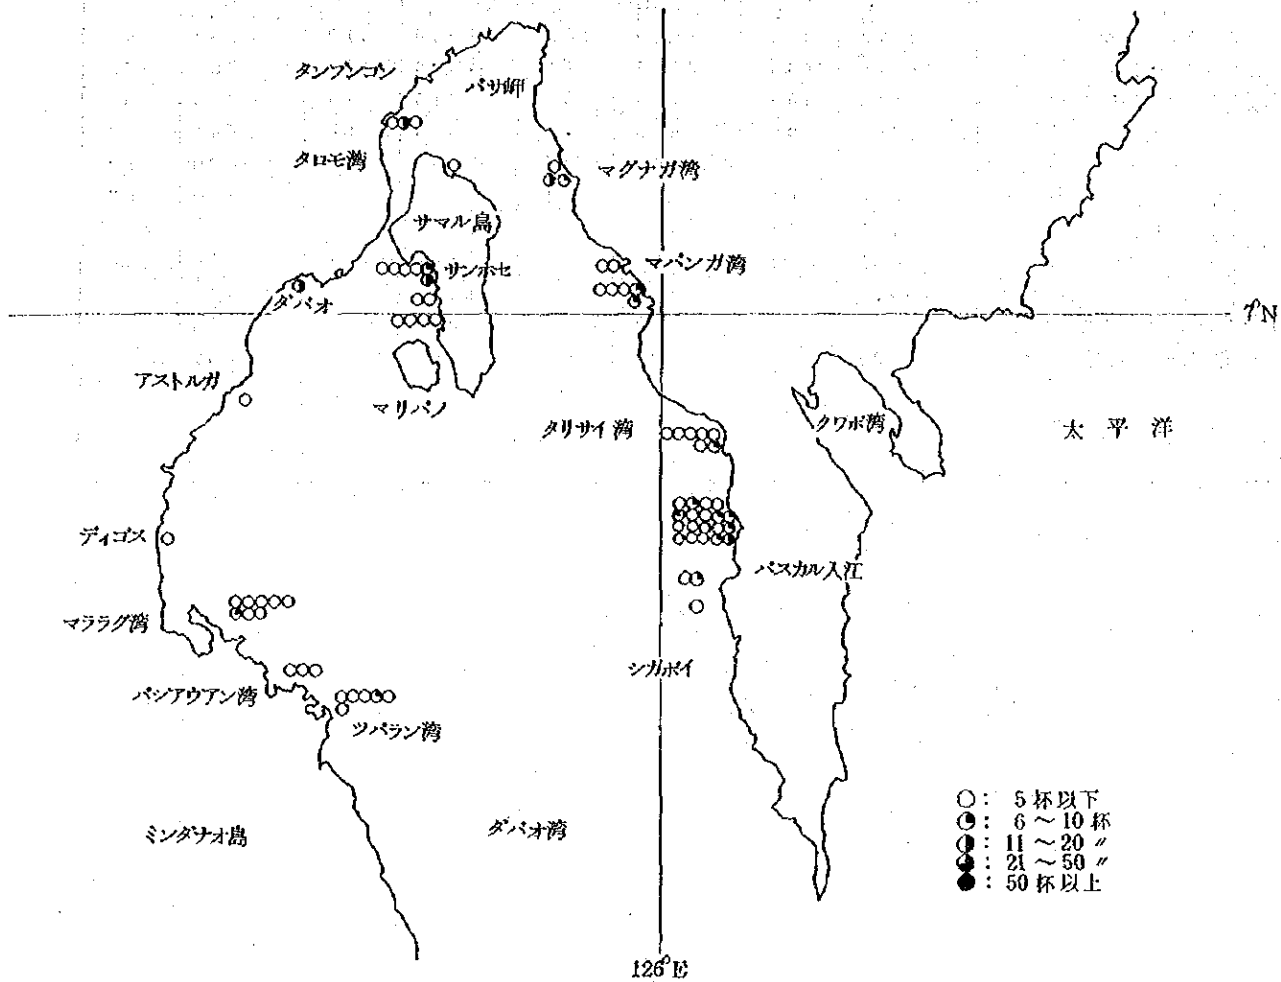 タンブンコン
バサ岬
タロモ湾
マグナガ湾
サマル島
サンホセ
マパンガ湾
ダバオ
7°N
アストルガ
マリパノ
タリサイ湾
クワボ湾
太平洋
ディゴス
パスカル入江
マララグ湾
シガボイ
パジアウアン湾
ツバラン湾
ミンダナオ島
ダバオ湾
○: 5杯以下
◔: 6～10杯
◑: 11～20〃
◕: 21～50〃
●: 50杯以上
126°E